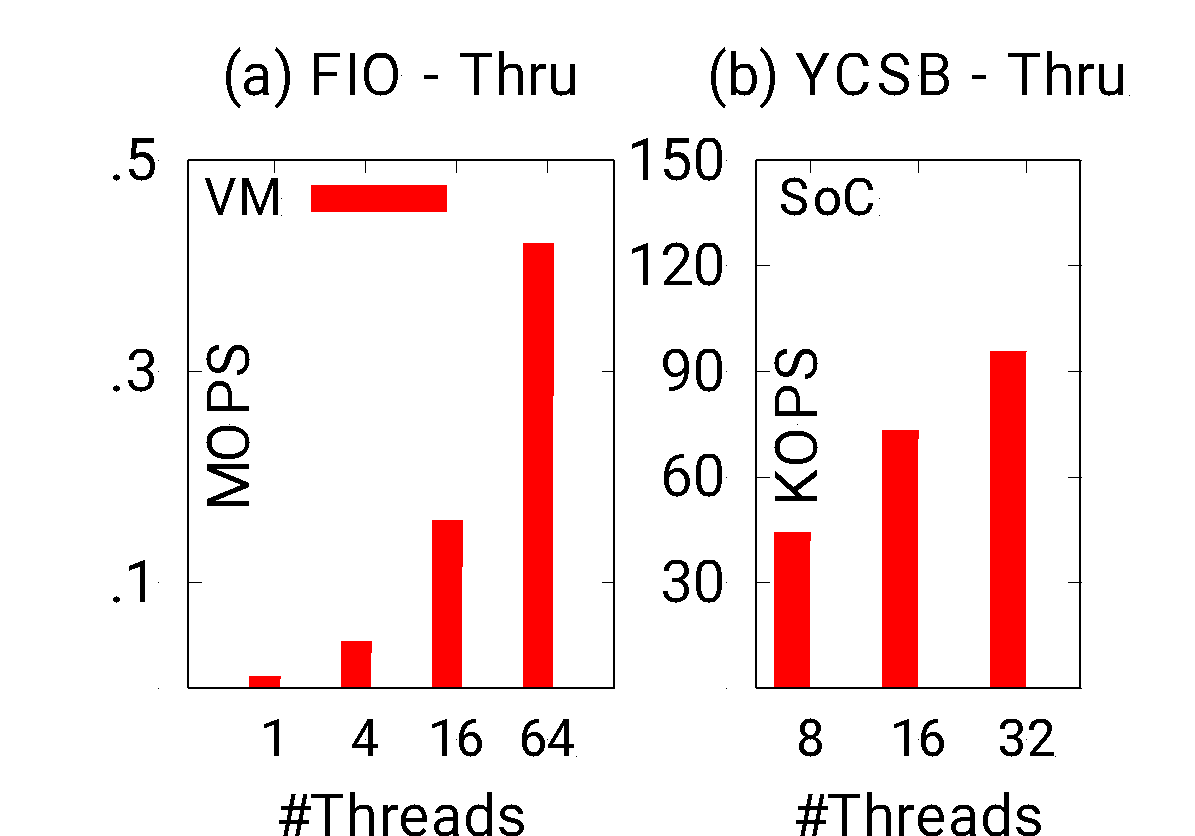 (a) FIO - Thru
.5
VM
.3
MOPS
.1
1 4 16 64
#Threads
(b) YCSB - Thru
150
SoC
120
90
KOPS
60
30
8 16 32
#Threads